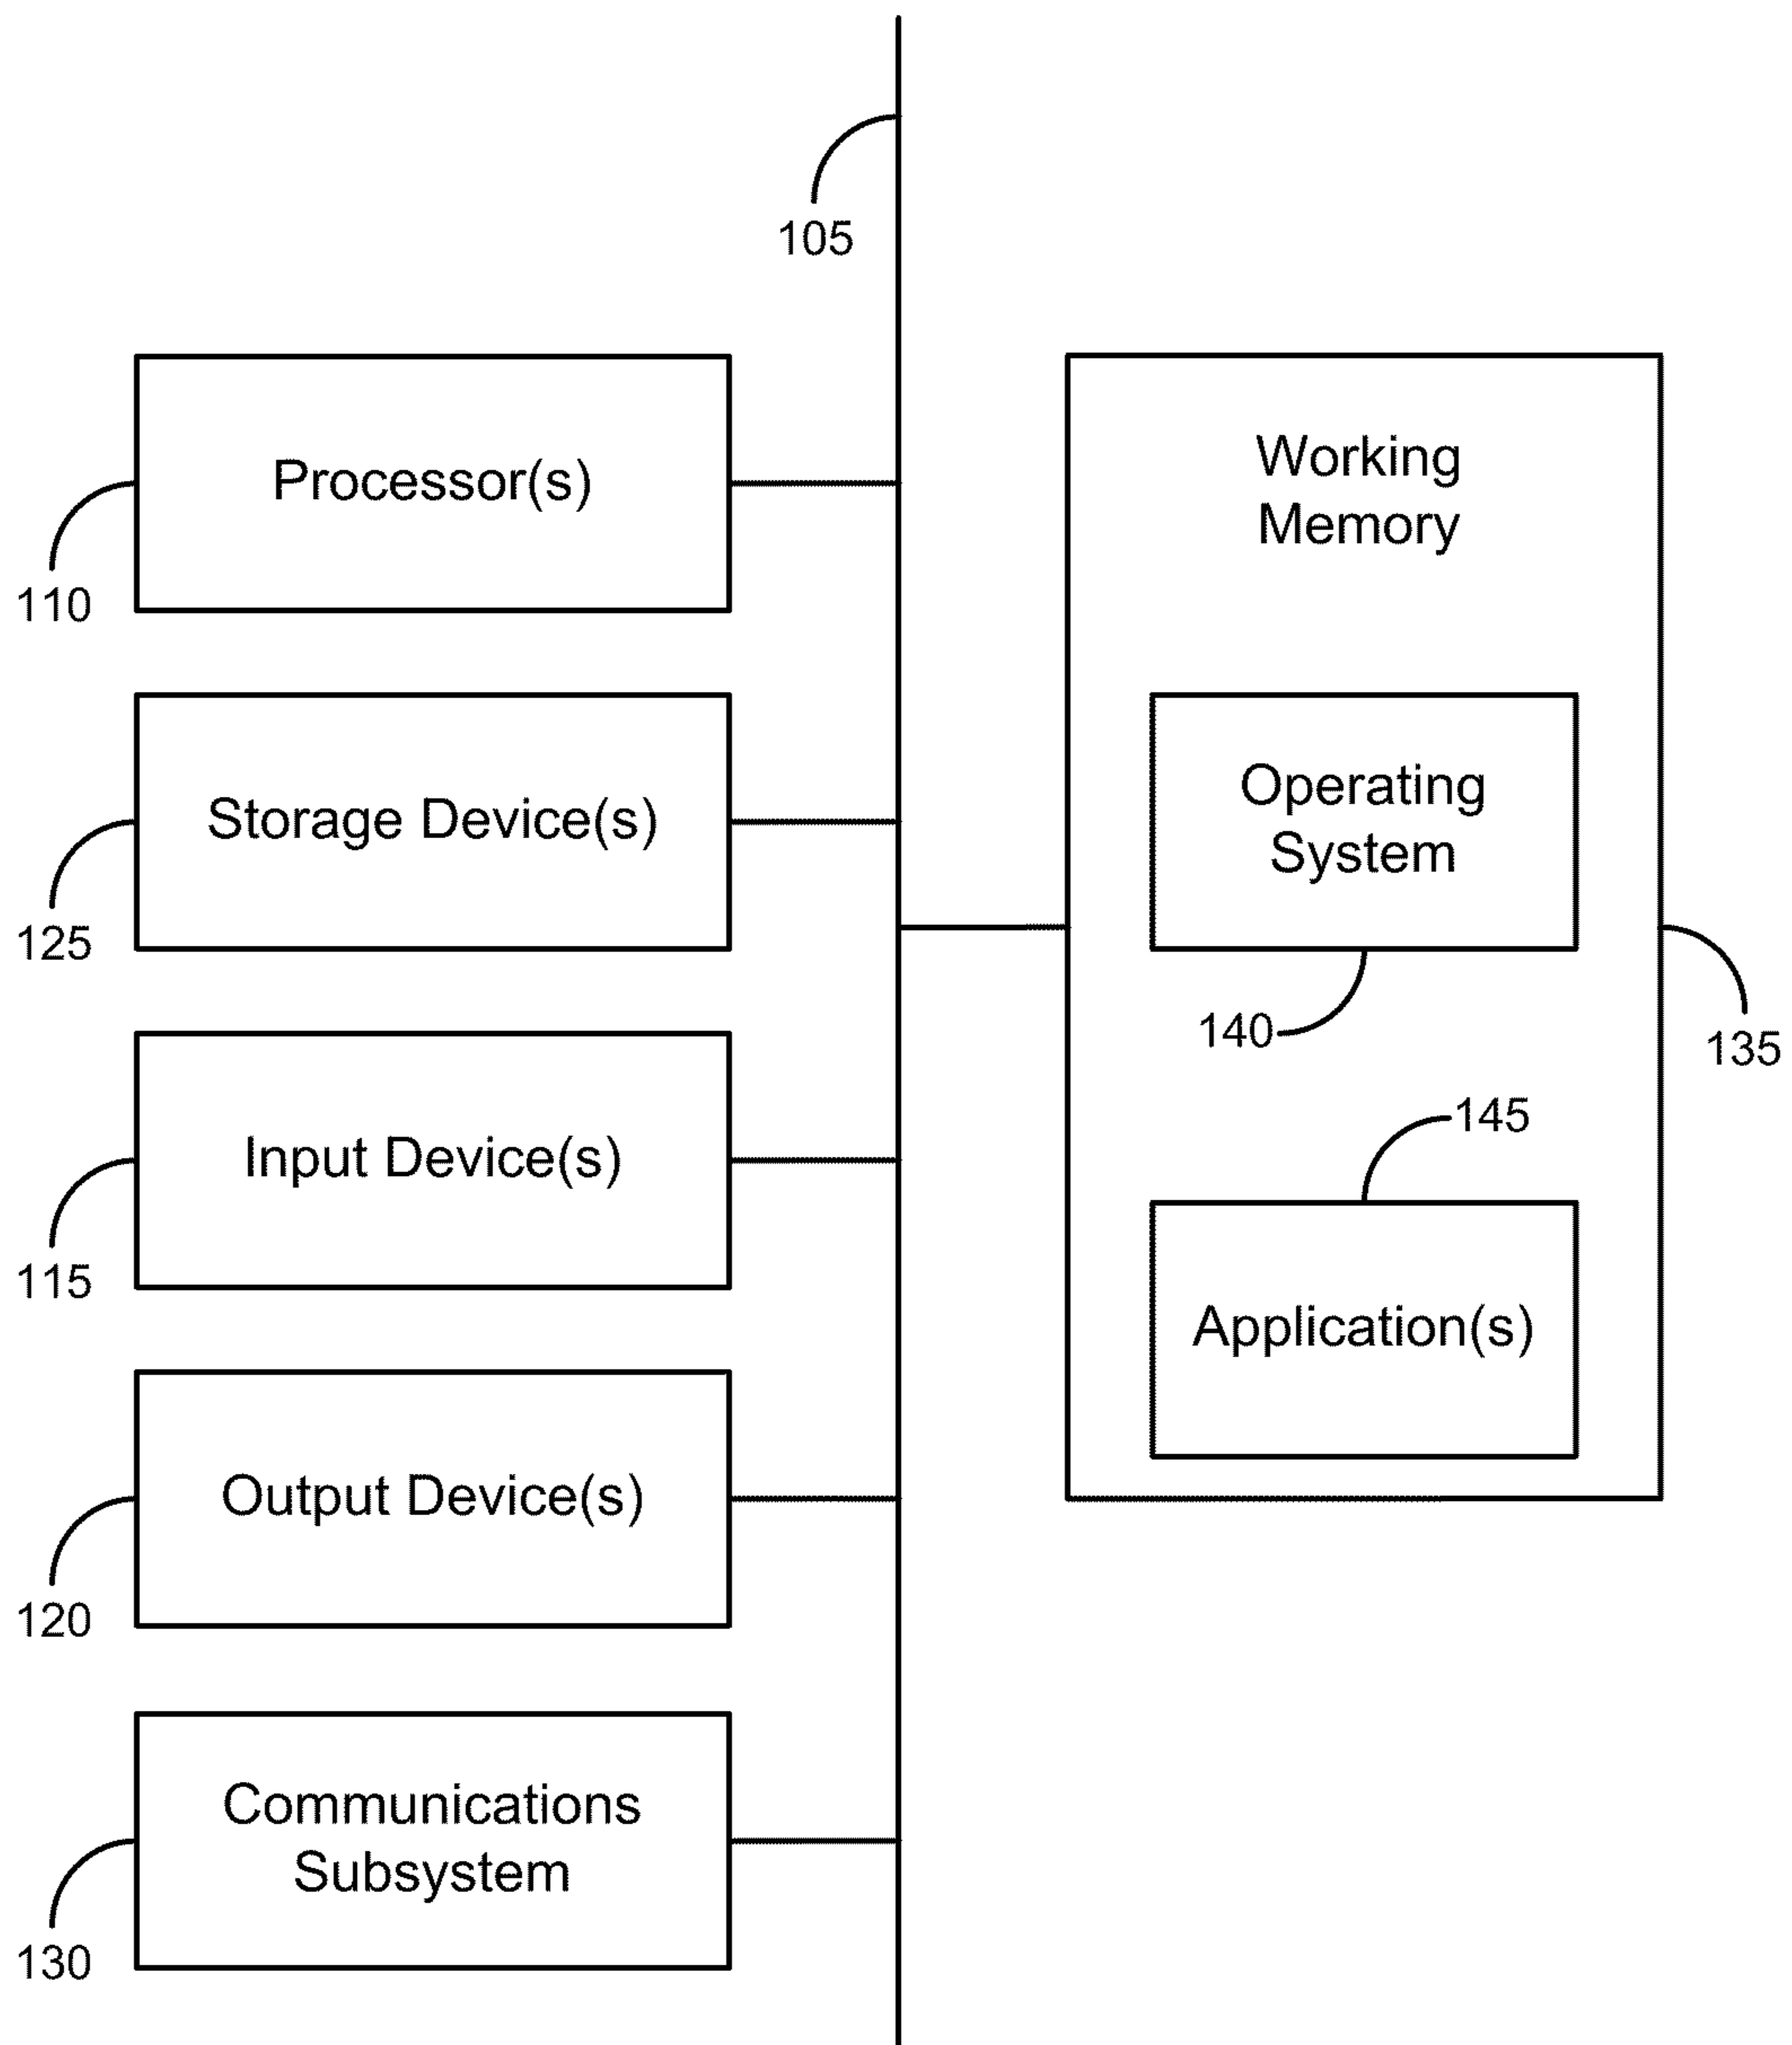 105
Processor(s)
110
Storage Device(s)
125
Input Device(s)
115
Output Device(s)
120
Communications
Subsystem
130
Working
Memory
Operating
System
140
135
145
Application(s)